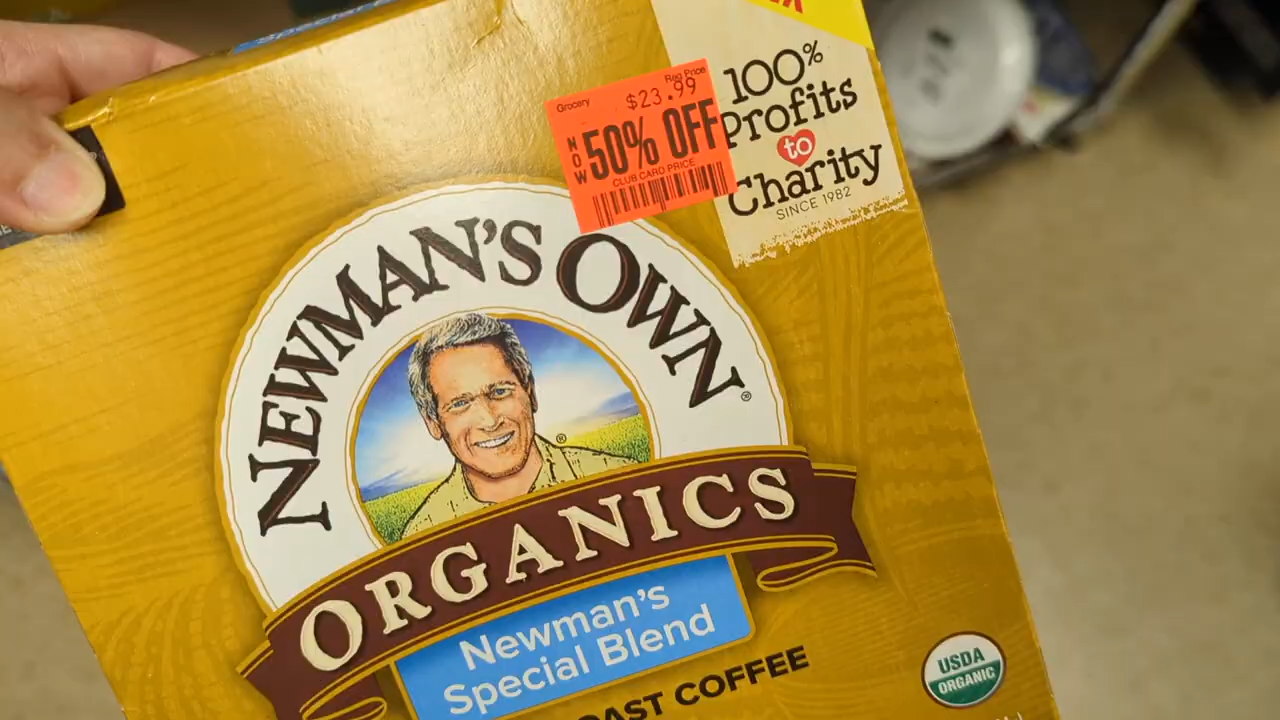 Grocery
Reg Price
$23.99
NOW
50% OFF
CLUB CARD PRICE
100%
Profits
to
Charity
SINCE 1982
NEWMAN'S OWN®
®
ORGANICS
Newman's
Special Blend
COFFEE
USDA
ORGANIC